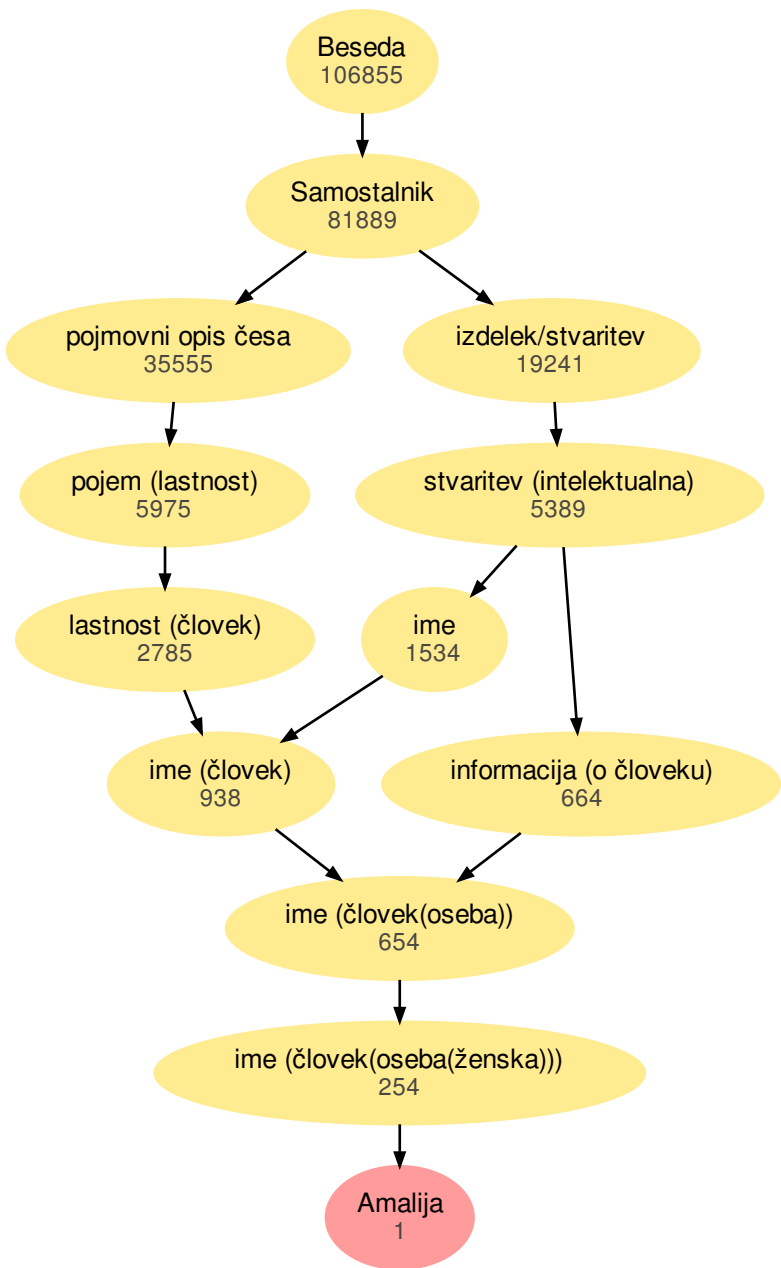 Beseda
106855
Samostalnik
81889
pojmovni opis česa
35555
izdelek/stvaritev
19241
pojem (lastnost)
5975
stvaritev (intelektualna)
5389
lastnost (človek)
2785
ime
1534
ime (človek)
938
informacija (o človeku)
664
ime (človek(oseba))
654
ime (človek(oseba(ženska)))
254
Amalija
1